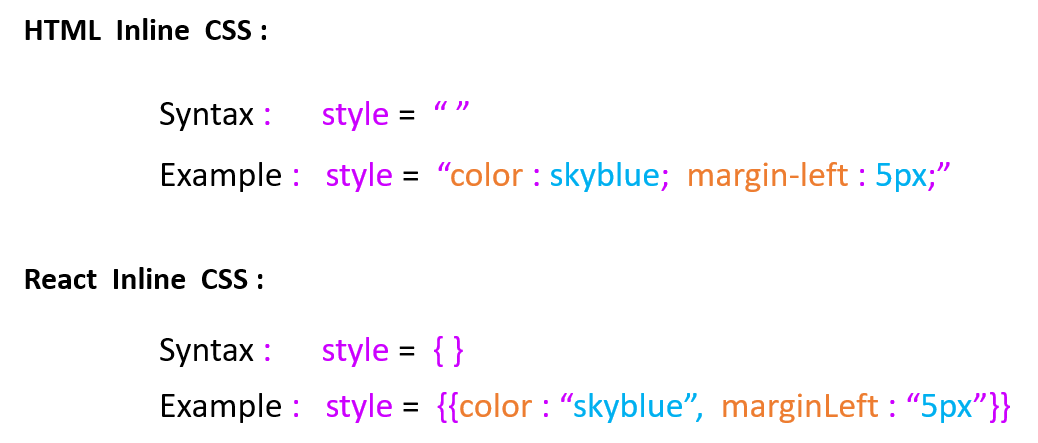 HTML Inline CSS :
Syntax : style = “ ”
Example : style = “color : skyblue; margin-left : 5px;”
React Inline CSS :
Syntax : style = { }
Example : style = {{color : “skyblue”, marginLeft : “5px”}}